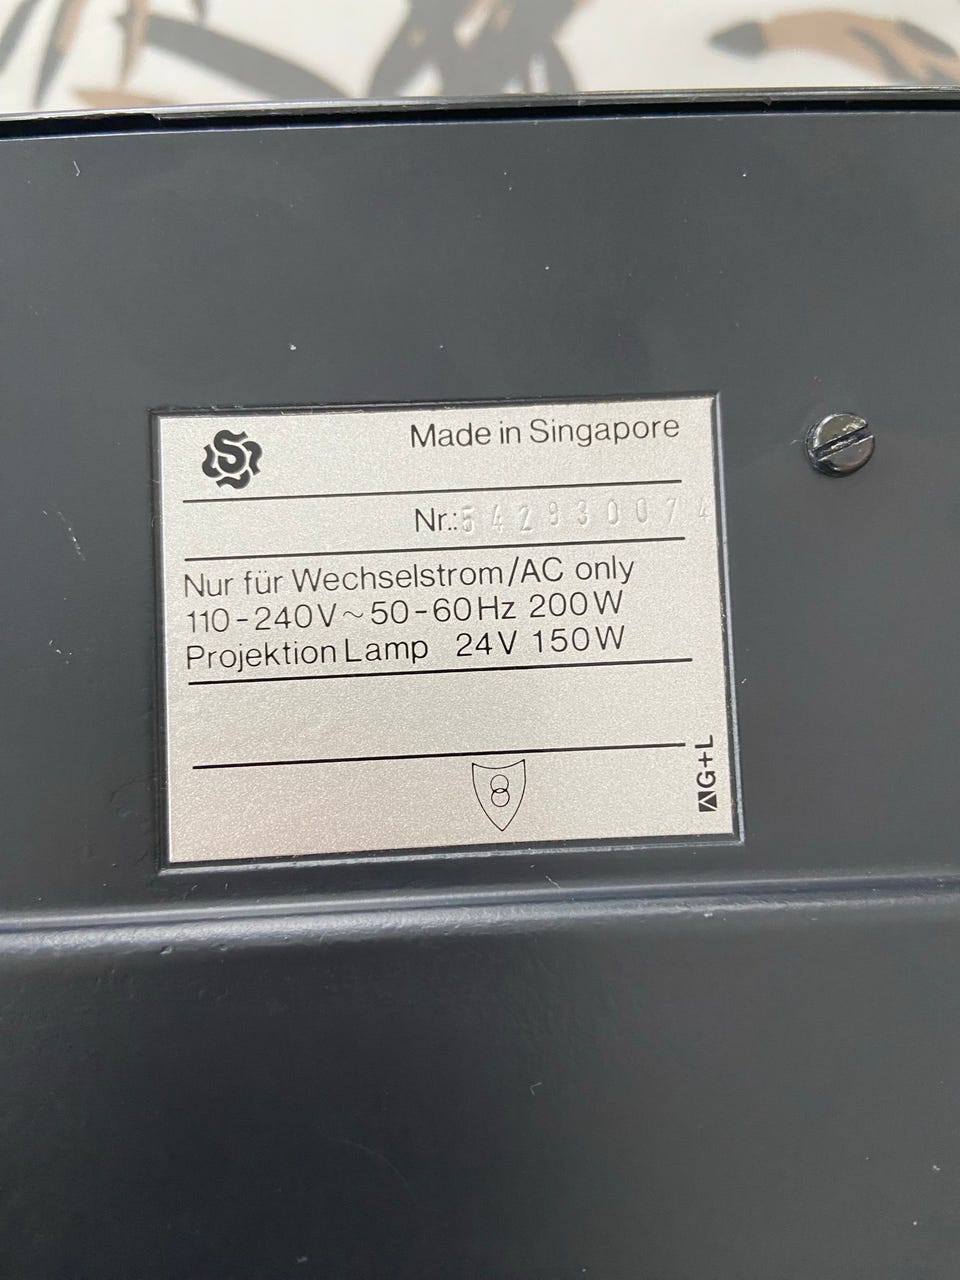 S
Made in Singapore
Nr.: 542930074
Nur für Wechselstrom/AC only
110-240V~50-60Hz 200W
Projektion Lamp 24V 150W
8
G+L